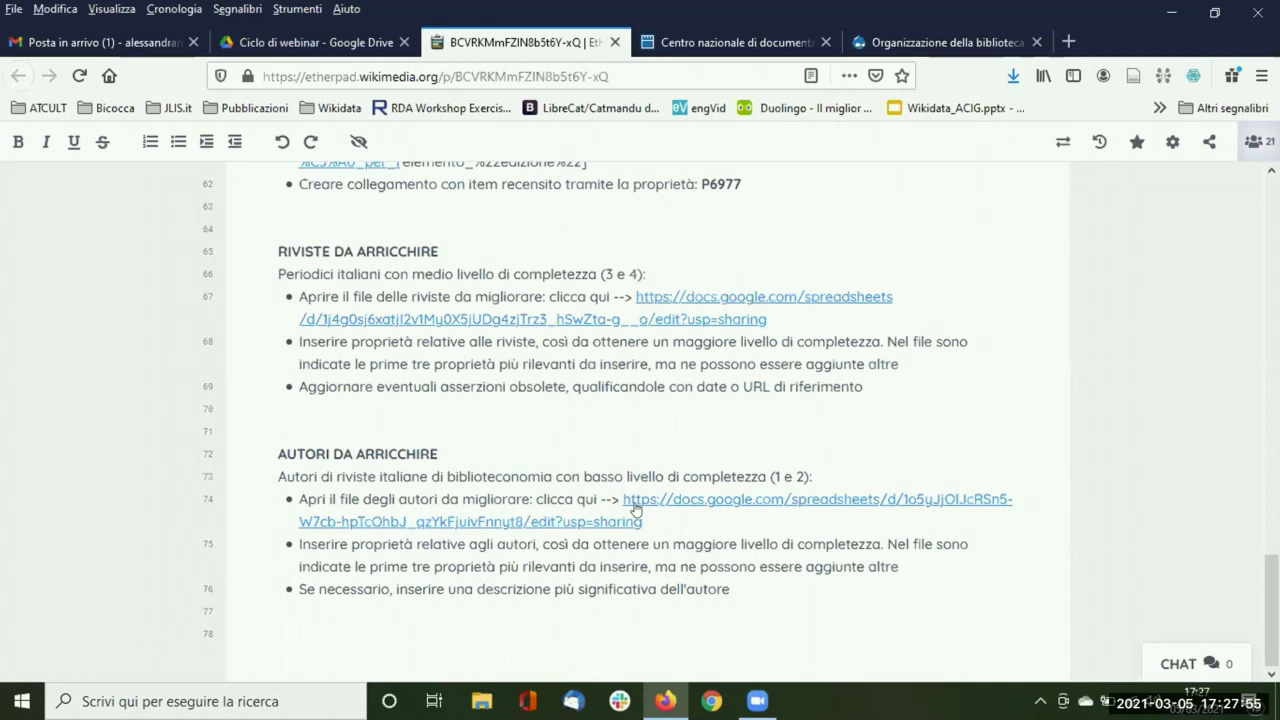 File Modifica Visualizza Cronologia Segnalibri Strumenti Aiuto
Posta in arrivo (1) - alessandran
Ciclo di webinar - Google Drive
BCVRKMmFZIN8b5t6Y-xQ | Eth
Centro nazionale di document
Organizzazione della biblioteca
https://etherpad.wikimedia.org/p/BCVRKMmFZIN8b5t6Y-xQ
ATCULT Bicocca JLIS.it Pubblicazioni Wikidata RDA Workshop Exercis... LibreCat/Catmandu d... engVid Duolingo - Il miglior ... Wikidata_ACIG.pptx - ... Altri segnalibri
B I U S 21
62 Creare collegamento con item recensito tramite la proprietà: P6977
63
64
65 RIVISTE DA ARRICCHIRE
66 Periodici italiani con medio livello di completezza (3 e 4):
67 Aprire il file delle riviste da migliorare: clicca qui --> https://docs.google.com/spreadsheets
/d/1j4g0sj6xatjI2v1My0X5jUDg4zjTrz3_hSwZta-g__o/edit?usp=sharing
68 Inserire proprietà relative alle riviste, così da ottenere un maggiore livello di completezza. Nel file sono
indicate le prime tre proprietà più rilevanti da inserire, ma ne possono essere aggiunte altre
69 Aggiornare eventuali asserzioni obsolete, qualificandole con date o URL di riferimento
70
71
72 AUTORI DA ARRICCHIRE
73 Autori di riviste italiane di biblioteconomia con basso livello di completezza (1 e 2):
74 Apri il file degli autori da migliorare: clicca qui --> https://docs.google.com/spreadsheets/d/1o5yJjOIJcRSn5-
W7cb-hpTcOhbJ_qzYkFjuivFnnyt8/edit?usp=sharing
75 Inserire proprietà relative agli autori, così da ottenere un maggiore livello di completezza. Nel file sono
indicate le prime tre proprietà più rilevanti da inserire, ma ne possono essere aggiunte altre
76 Se necessario, inserire una descrizione più significativa dell'autore
77
78
CHAT 0
Scrivi qui per eseguire la ricerca
17:27
2021-03-05 17:27:55